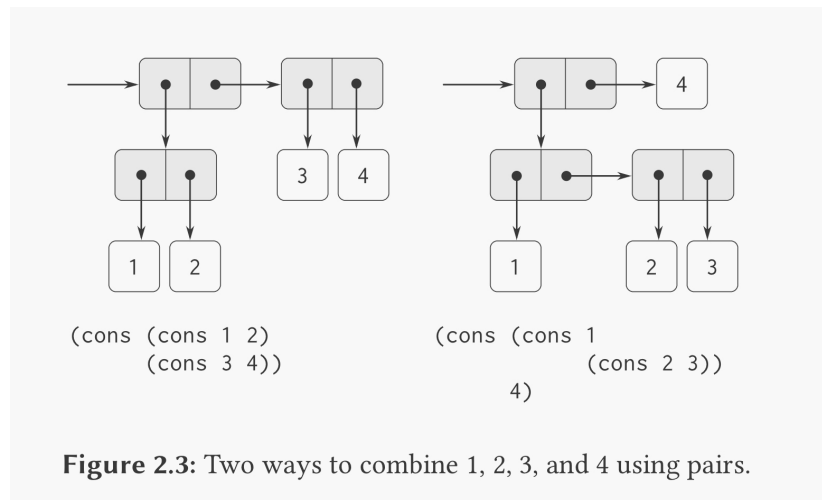 4
3 4
1 2
1
2 3
(cons (cons 1 2)
(cons 3 4))
(cons (cons 1
(cons 2 3))
4)
Figure 2.3: Two ways to combine 1, 2, 3, and 4 using pairs.